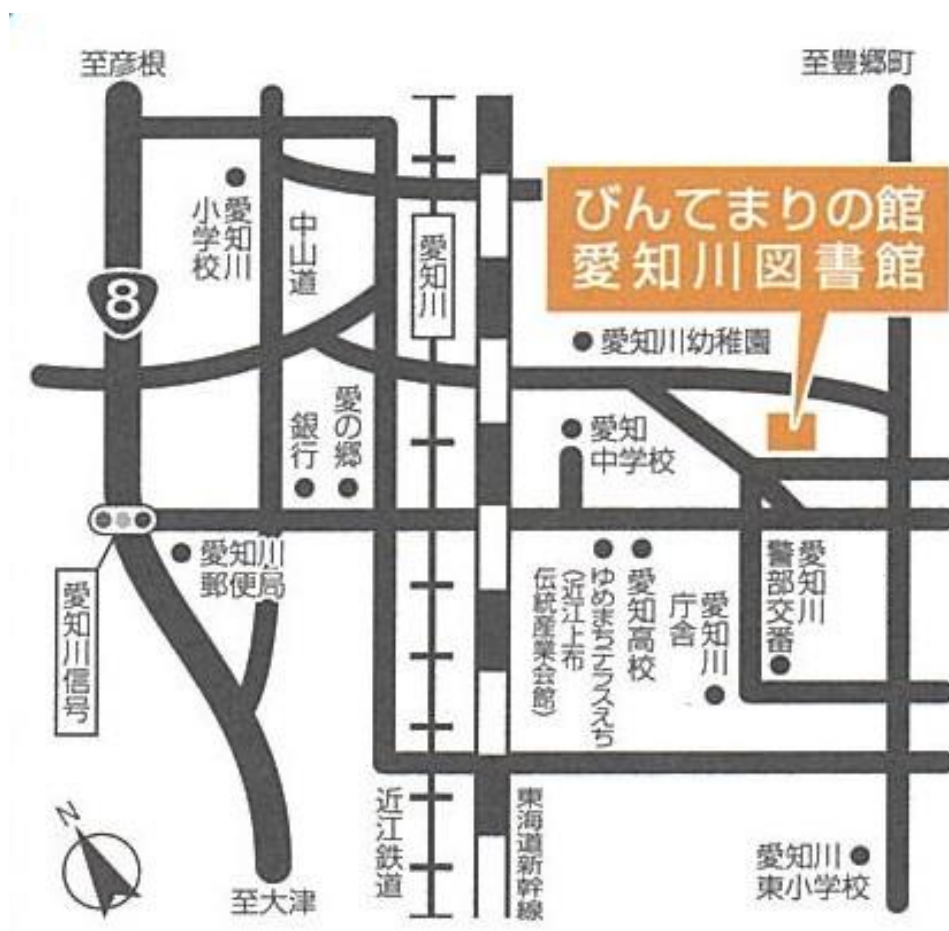 至彦根
至豊郷町
びんてまりの館
愛知川図書館
愛知川
小学校
中山道
愛知川
8
愛知川幼稚園
愛の郷
銀行
愛知
中学校
愛知川
郵便局
愛知川信号
ゆめまちテラスえち
(近江上布
伝統産業会館)
愛知高校
愛知川
庁舎
愛知川
警部交番
N
近江鉄道
東海道新幹線
愛知川
東小学校
至大津